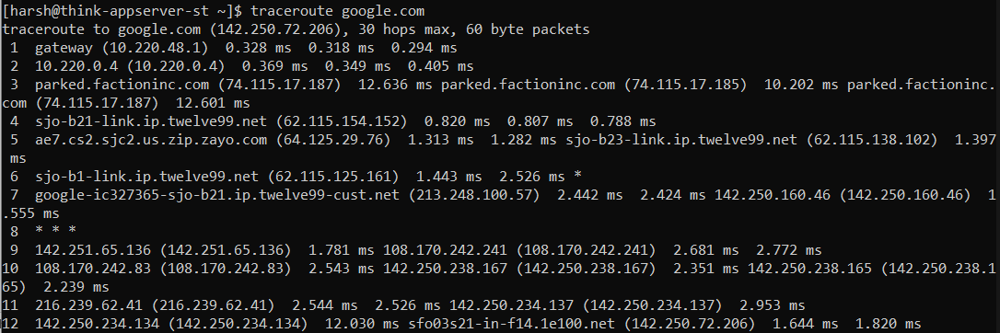 [harsh@think-appserver-st ~]$ traceroute google.com
traceroute to google.com (142.250.72.206), 30 hops max, 60 byte packets
 1  gateway (10.220.48.1)  0.328 ms  0.318 ms  0.294 ms
 2  10.220.0.4 (10.220.0.4)  0.369 ms  0.349 ms  0.405 ms
 3  parked.factioninc.com (74.115.17.187)  12.636 ms parked.factioninc.com (74.115.17.185)  10.202 ms parked.factioninc.
com (74.115.17.187)  12.601 ms
 4  sjo-b21-link.ip.twelve99.net (62.115.154.152)  0.820 ms  0.807 ms  0.788 ms
 5  ae7.cs2.sjc2.us.zip.zayo.com (64.125.29.76)  1.313 ms  1.282 ms sjo-b23-link.ip.twelve99.net (62.115.138.102)  1.397
ms
 6  sjo-b1-link.ip.twelve99.net (62.115.125.161)  1.443 ms  2.526 ms *
 7  google-ic327365-sjo-b21.ip.twelve99-cust.net (213.248.100.57)  2.442 ms  2.424 ms 142.250.160.46 (142.250.160.46)  1
.555 ms
 8  * * *
 9  142.251.65.136 (142.251.65.136)  1.781 ms 108.170.242.241 (108.170.242.241)  2.681 ms  2.772 ms
10  108.170.242.83 (108.170.242.83)  2.543 ms 142.250.238.167 (142.250.238.167)  2.351 ms 142.250.238.165 (142.250.238.1
65)  2.239 ms
11  216.239.62.41 (216.239.62.41)  2.544 ms  2.526 ms 142.250.234.137 (142.250.234.137)  2.953 ms
12  142.250.234.134 (142.250.234.134)  12.030 ms sfo03s21-in-f14.1e100.net (142.250.72.206)  1.644 ms  1.820 ms